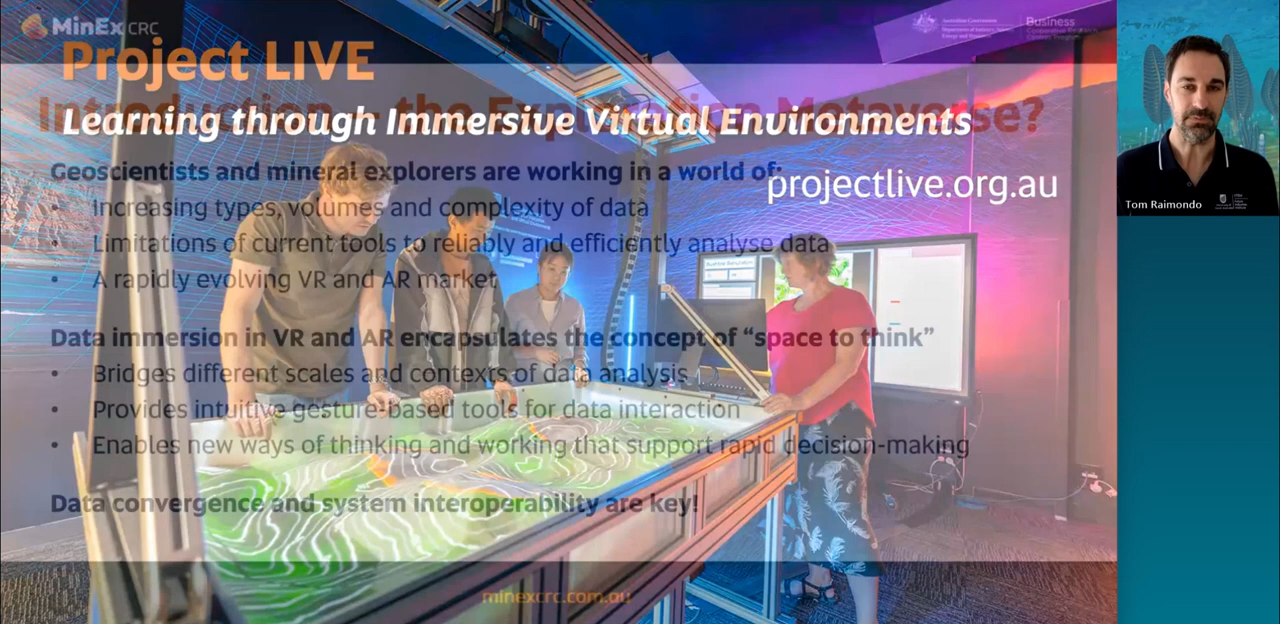 MinEx CRC
Australian Government
Business
Project LIVE
Introduction – the Exploration Metaverse?
Learning through Immersive Virtual Environments
Geoscientists and mineral explorers are working in a world of:
projectlive.org.au
• Increasing types, volumes and complexity of data
• Limitations of current tools to reliably and efficiently analyse data
• A rapidly evolving VR and AR market
Data immersion in VR and AR encapsulates the concept of “space to think”
• Bridges different scales and contexts of data analysis
• Provides intuitive gesture-based tools for data interaction
• Enables new ways of thinking and working that support rapid decision-making
Data convergence and system interoperability are key!
minexcrc.com.au
Tom Raimondo